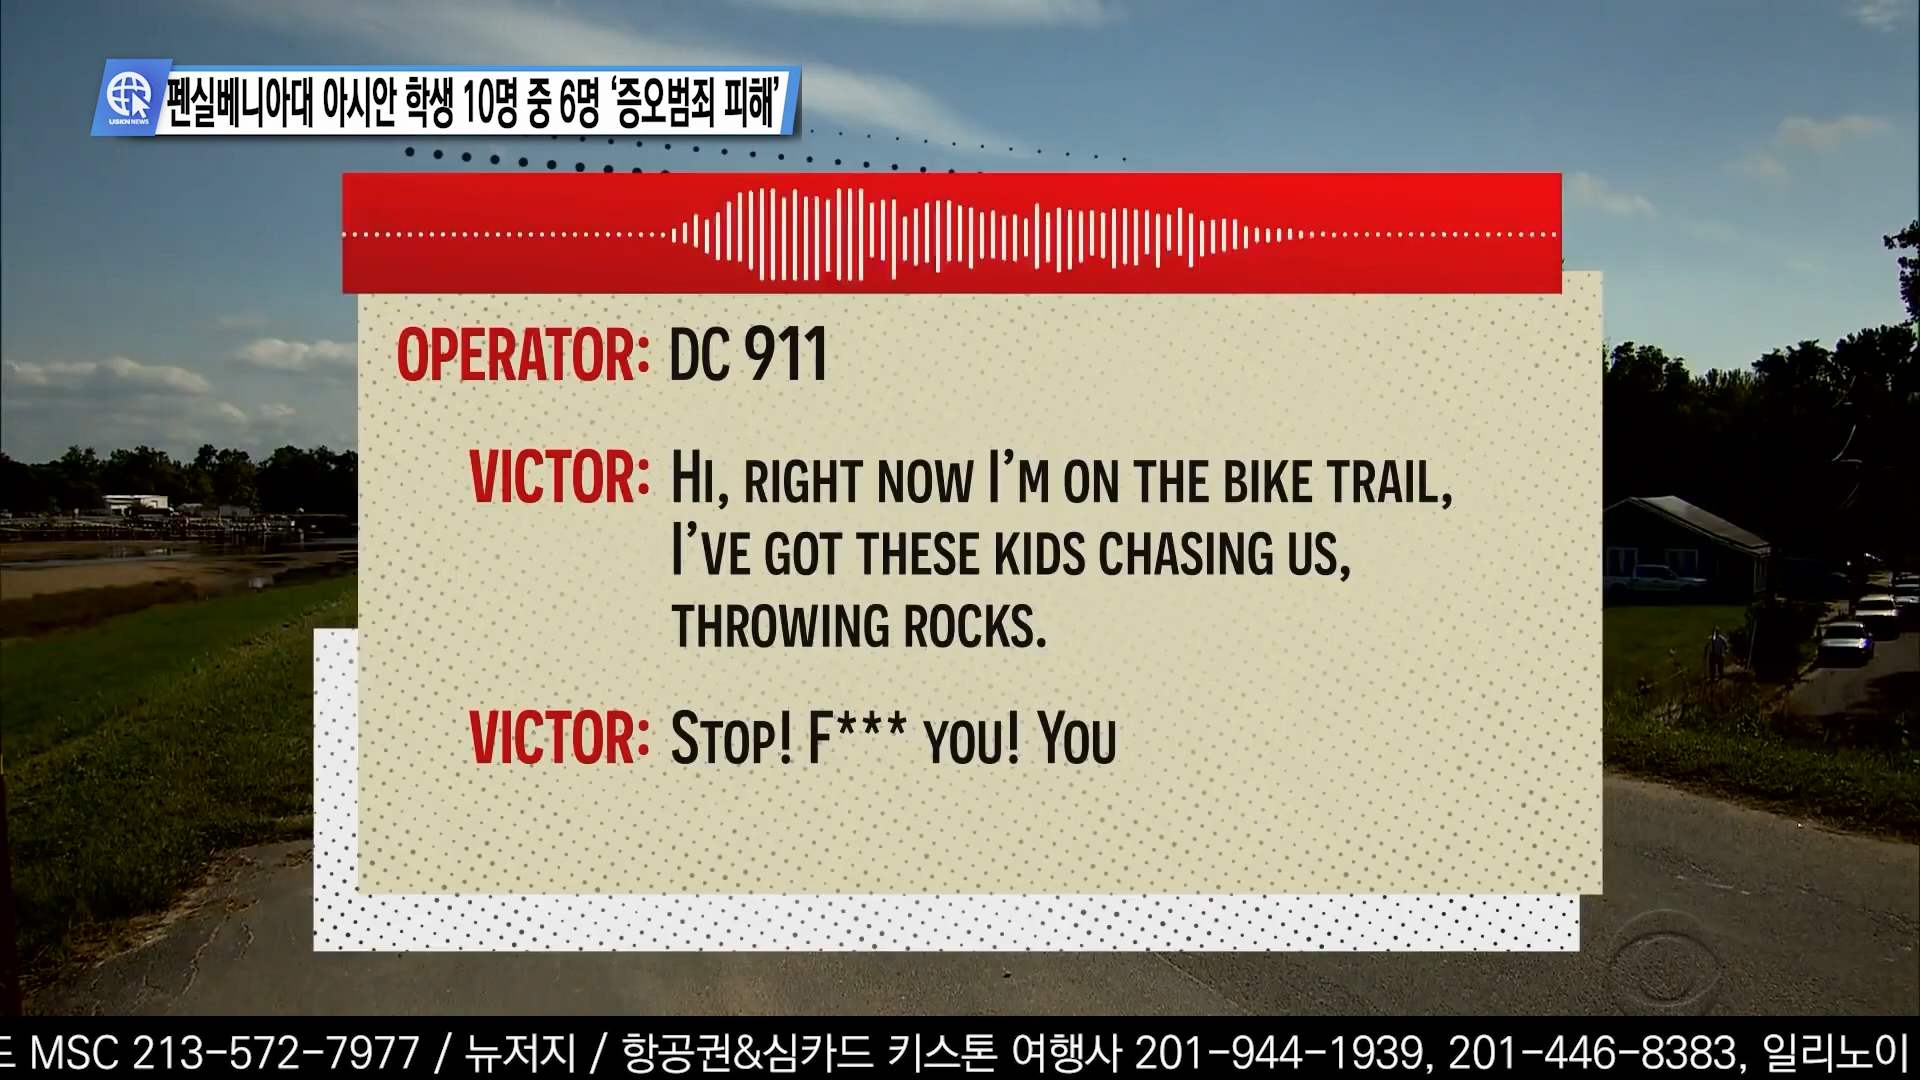 펜실베니아대 아시안 학생 10명 중 6명 ‘증오범죄 피해’
USKN NEWS
OPERATOR: DC 911
VICTOR: HI, RIGHT NOW I’M ON THE BIKE TRAIL,
I’VE GOT THESE KIDS CHASING US,
THROWING ROCKS.
VICTOR: STOP! F*** YOU! YOU
드 MSC 213-572-7977 / 뉴저지 / 항공권&심카드 키스톤 여행사 201-944-1939, 201-446-8383, 일리노이